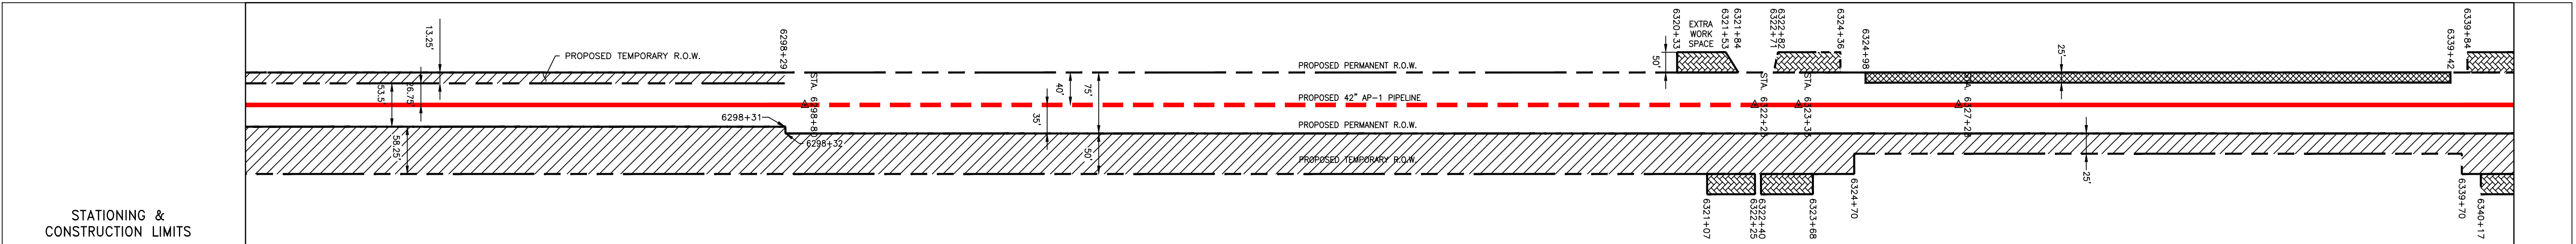 STATIONING &
CONSTRUCTION LIMITS
13.25'
PROPOSED TEMPORARY R.O.W.
53.5'
26.75'
58.25'
6298+29
STA. 6298+80
6298+31
6298+32
35'
40'
75'
50'
PROPOSED PERMANENT R.O.W.
PROPOSED 42" AP-1 PIPELINE
PROPOSED PERMANENT R.O.W.
PROPOSED TEMPORARY R.O.W.
50'
6320+33
EXTRA
WORK
SPACE
6321+53
6321+84
6322+71
6322+82
6324+36
6324+98
STA. 6322+23
STA. 6323+33
STA. 6327+28
6321+07
6322+25
6322+40
6323+68
6324+70
25'
25'
6339+42
6339+84
6339+70
6340+17